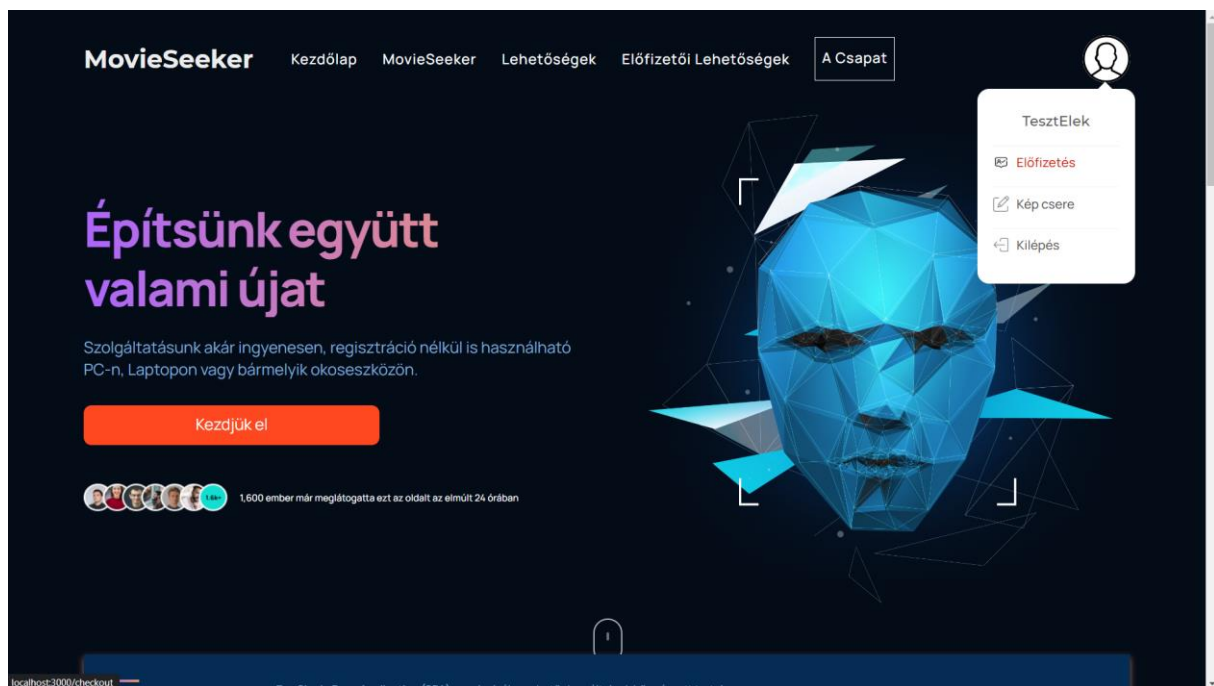 MovieSeeker
Kezdőlap MovieSeeker Lehetőségek Előfizetői Lehetőségek A Csapat
TesztElek
Előfizetés
Kép csere
Kilépés
Építsünk együtt
valami újat
Szolgáltatásunk akár ingyenesen, regisztráció nélkül is használható
PC-n, Laptopon vagy bármelyik okoseszközön.
Kezdjük el
1.6k+
1,600 ember már meglátogatta ezt az oldalt az elmúlt 24 órában
localhost:3000/checkout